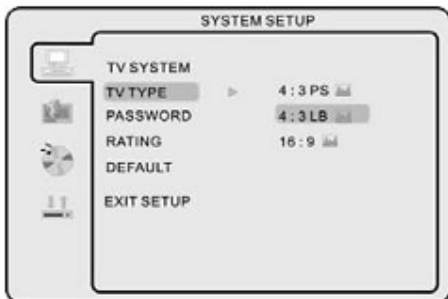 SYSTEM SETUP
TV SYSTEM
TV TYPE 4:3 PS
PASSWORD 4:3 LB
RATING 16:9
DEFAULT
EXIT SETUP